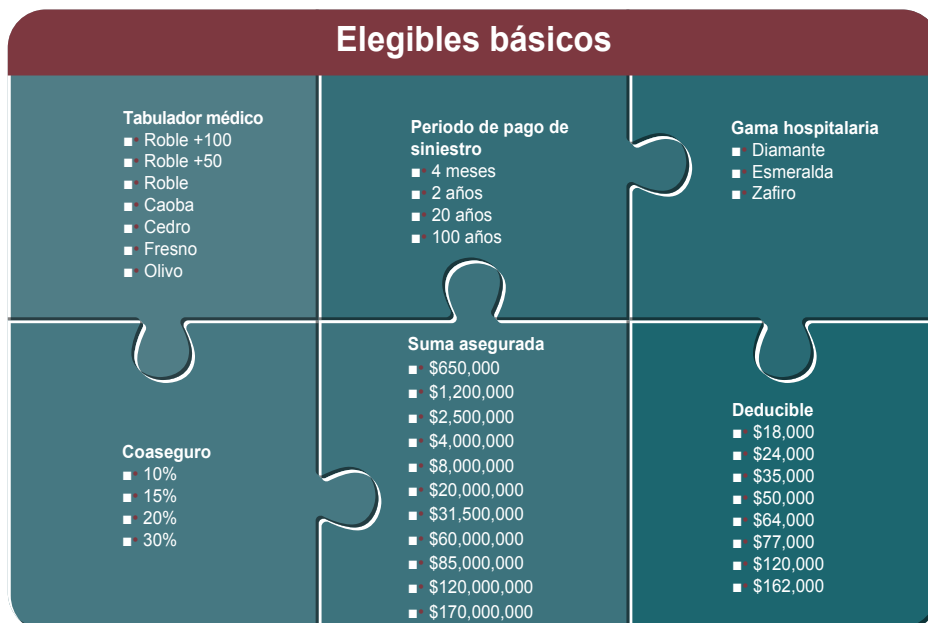 Elegibles básicos
Tabulador médico
■• Roble +100
■• Roble +50
■• Roble
■• Caoba
■• Cedro
■• Fresno
■• Olivo
Periodo de pago de
siniestro
■• 4 meses
■• 2 años
■• 20 años
■• 100 años
Gama hospitalaria
■• Diamante
■• Esmeralda
■• Zafiro
Coaseguro
■• 10%
■• 15%
■• 20%
■• 30%
Suma asegurada
■• $650,000
■• $1,200,000
■• $2,500,000
■• $4,000,000
■• $8,000,000
■• $20,000,000
■• $31,500,000
■• $60,000,000
■• $85,000,000
■• $120,000,000
■• $170,000,000
Deducible
■• $18,000
■• $24,000
■• $35,000
■• $50,000
■• $64,000
■• $77,000
■• $120,000
■• $162,000